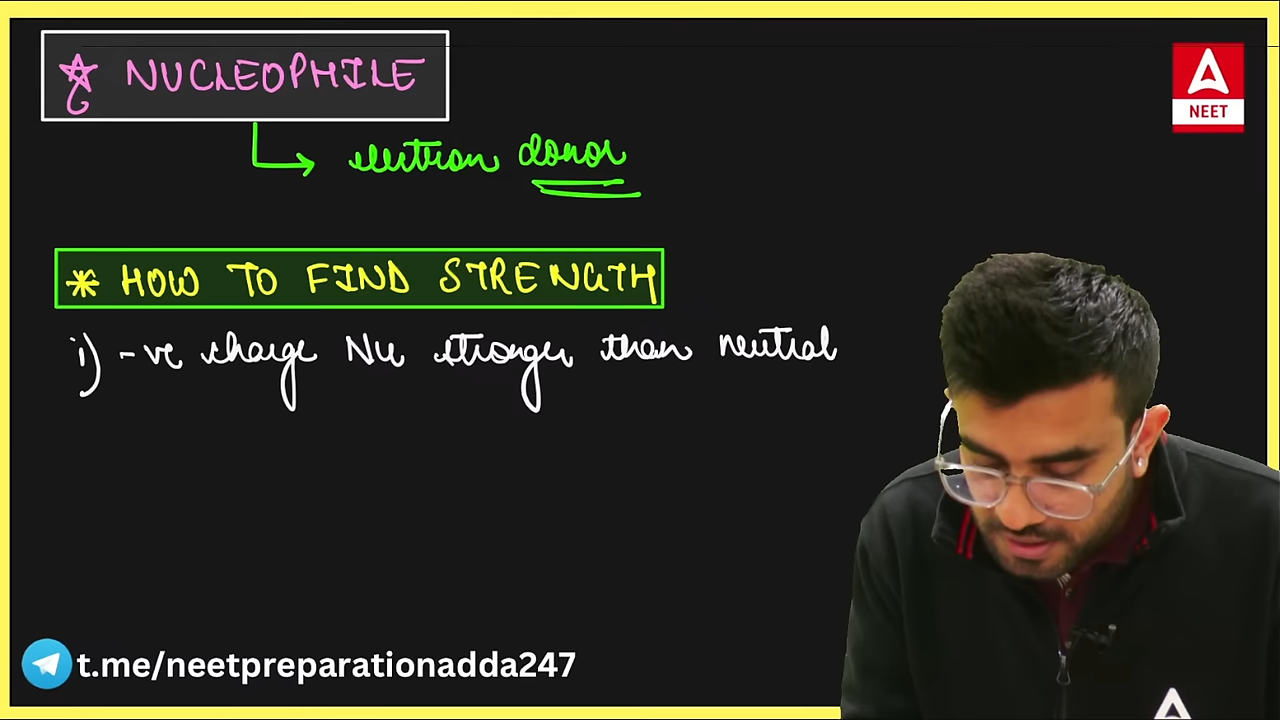 ☆ NUCLEOPHILE
NEET
↳ electron donor
* HOW TO FIND STRENGTH
i) -ve charge Nu stronger than neutral
t.me/neetpreparationadda247